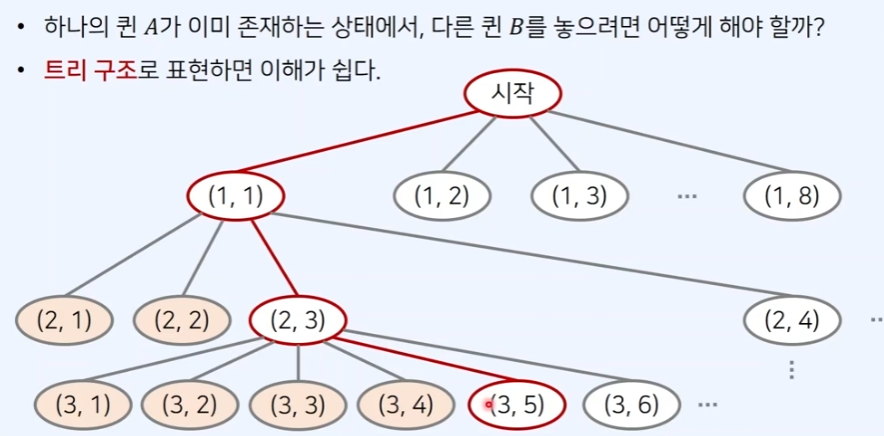 • 하나의 퀸 A가 이미 존재하는 상태에서, 다른 퀸 B를 놓으려면 어떻게 해야 할까?
• 트리 구조로 표현하면 이해가 쉽다.
시작
(1, 1) (1, 2) (1, 3) ... (1, 8)
(2, 1) (2, 2) (2, 3) (2, 4) ...
(3, 1) (3, 2) (3, 3) (3, 4) (3, 5) (3, 6) ...